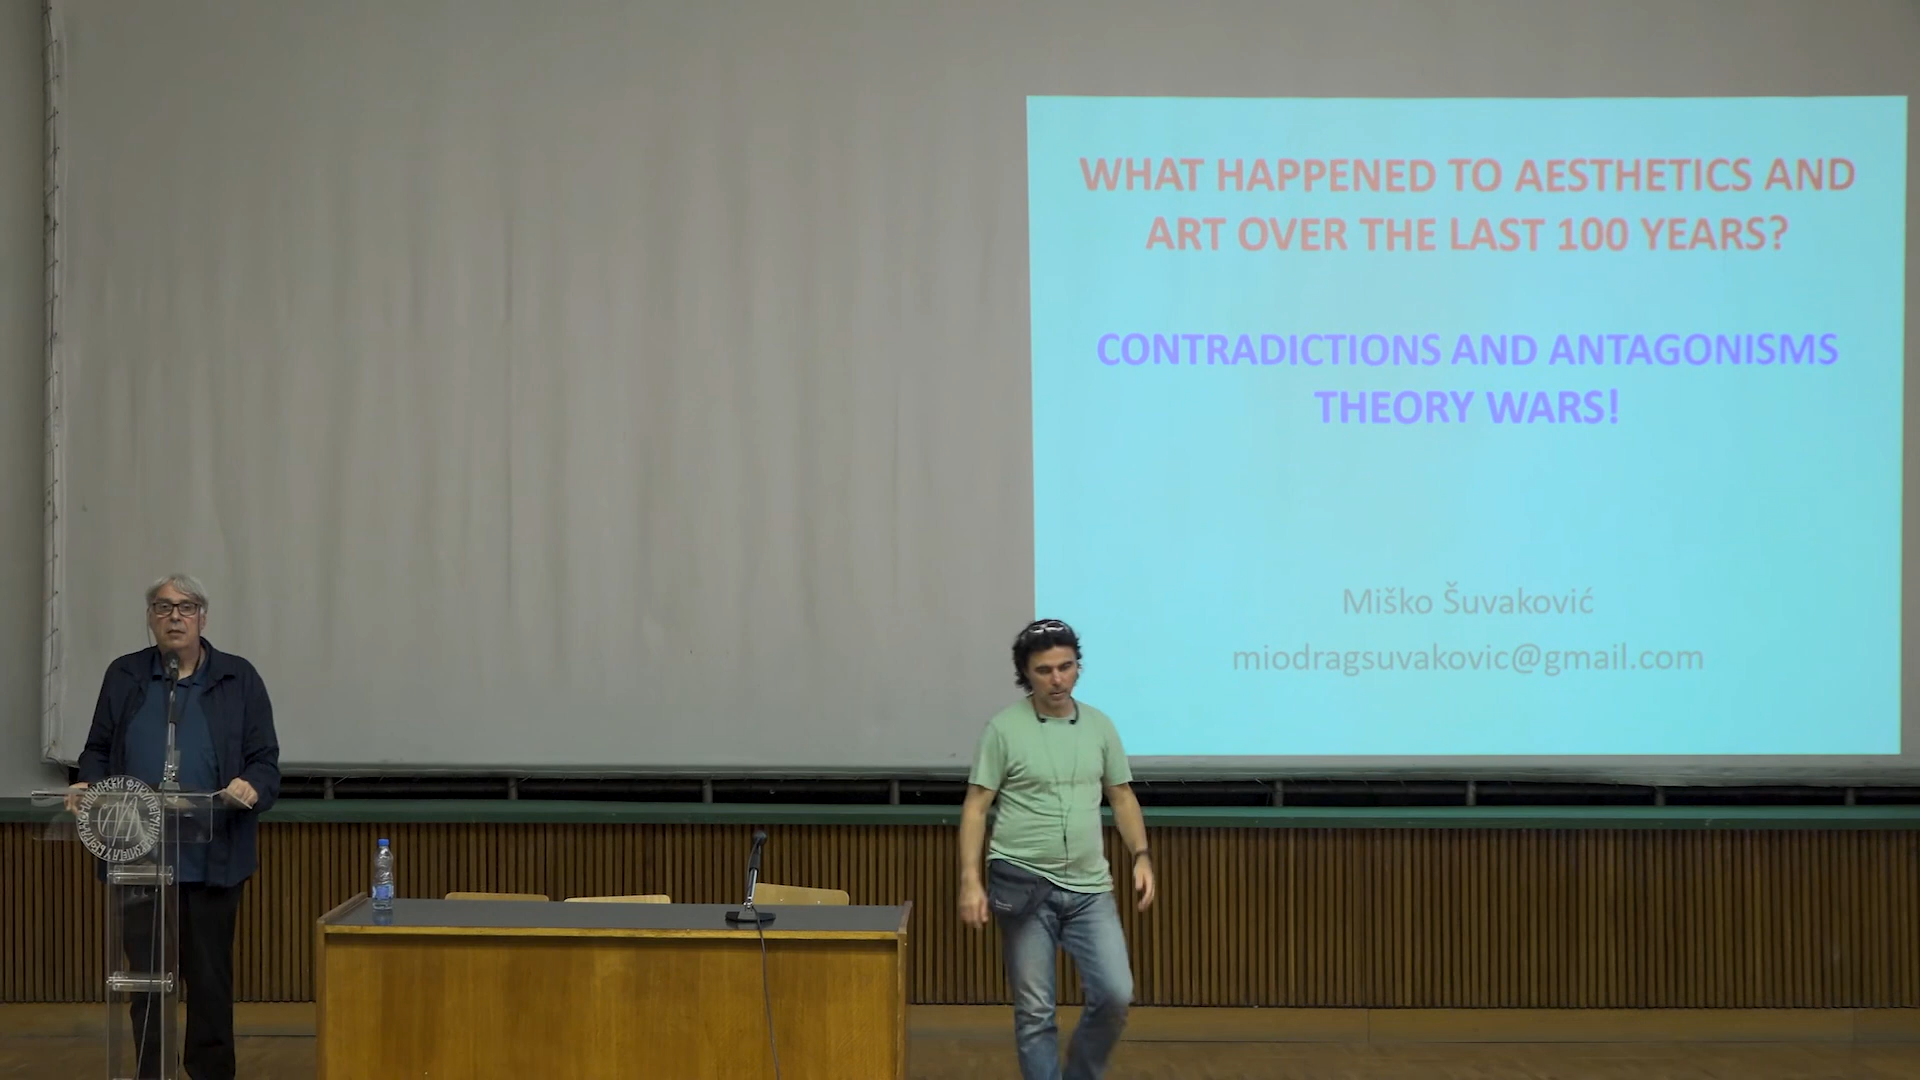 WHAT HAPPENED TO AESTHETICS AND
ART OVER THE LAST 100 YEARS?
CONTRADICTIONS AND ANTAGONISMS
THEORY WARS!
Miško Šuvaković
miodragsuvakovic@gmail.com